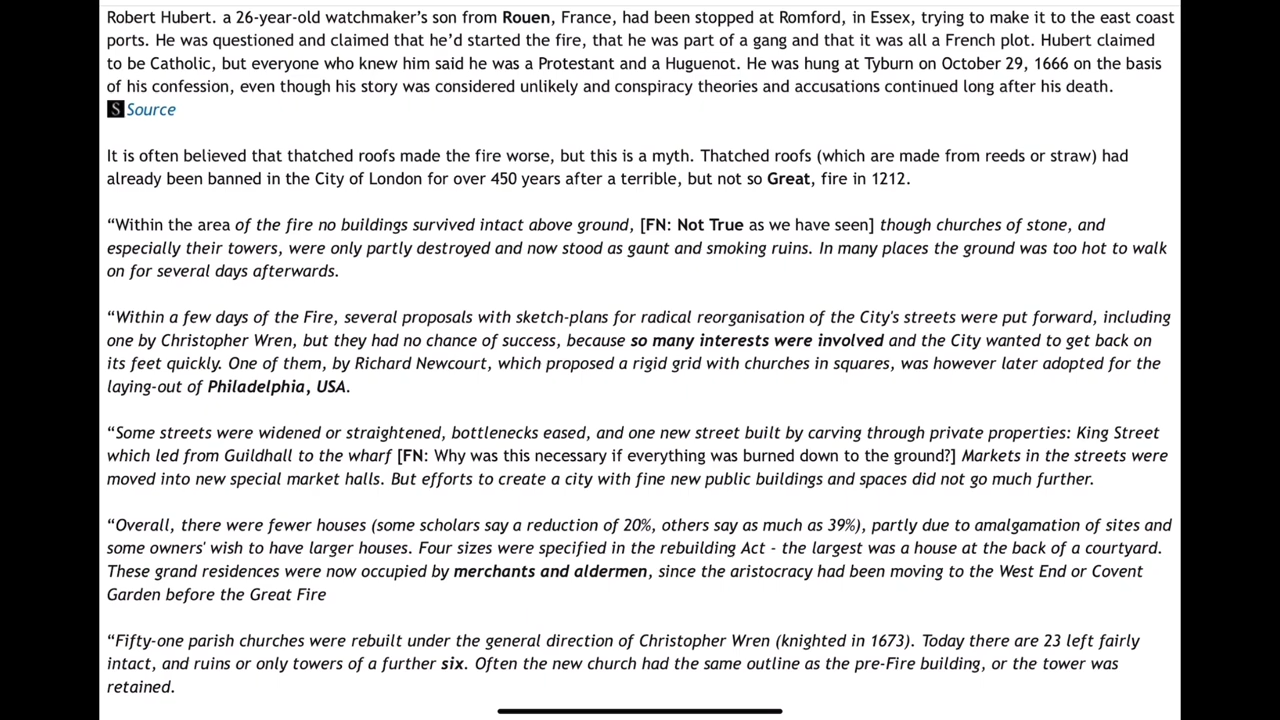 Robert Hubert. a 26-year-old watchmaker’s son from Rouen, France, had been stopped at Romford, in Essex, trying to make it to the east coast
ports. He was questioned and claimed that he’d started the fire, that he was part of a gang and that it was all a French plot. Hubert claimed
to be Catholic, but everyone who knew him said he was a Protestant and a Huguenot. He was hung at Tyburn on October 29, 1666 on the basis
of his confession, even though his story was considered unlikely and conspiracy theories and accusations continued long after his death.
S Source
It is often believed that thatched roofs made the fire worse, but this is a myth. Thatched roofs (which are made from reeds or straw) had
already been banned in the City of London for over 450 years after a terrible, but not so Great, fire in 1212.
“Within the area of the fire no buildings survived intact above ground, [FN: Not True as we have seen] though churches of stone, and
especially their towers, were only partly destroyed and now stood as gaunt and smoking ruins. In many places the ground was too hot to walk
on for several days afterwards.
“Within a few days of the Fire, several proposals with sketch-plans for radical reorganisation of the City's streets were put forward, including
one by Christopher Wren, but they had no chance of success, because so many interests were involved and the City wanted to get back on
its feet quickly. One of them, by Richard Newcourt, which proposed a rigid grid with churches in squares, was however later adopted for the
laying-out of Philadelphia, USA.
“Some streets were widened or straightened, bottlenecks eased, and one new street built by carving through private properties: King Street
which led from Guildhall to the wharf [FN: Why was this necessary if everything was burned down to the ground?] Markets in the streets were
moved into new special market halls. But efforts to create a city with fine new public buildings and spaces did not go much further.
“Overall, there were fewer houses (some scholars say a reduction of 20%, others say as much as 39%), partly due to amalgamation of sites and
some owners' wish to have larger houses. Four sizes were specified in the rebuilding Act - the largest was a house at the back of a courtyard.
These grand residences were now occupied by merchants and aldermen, since the aristocracy had been moving to the West End or Covent
Garden before the Great Fire
“Fifty-one parish churches were rebuilt under the general direction of Christopher Wren (knighted in 1673). Today there are 23 left fairly
intact, and ruins or only towers of a further six. Often the new church had the same outline as the pre-Fire building, or the tower was
retained.